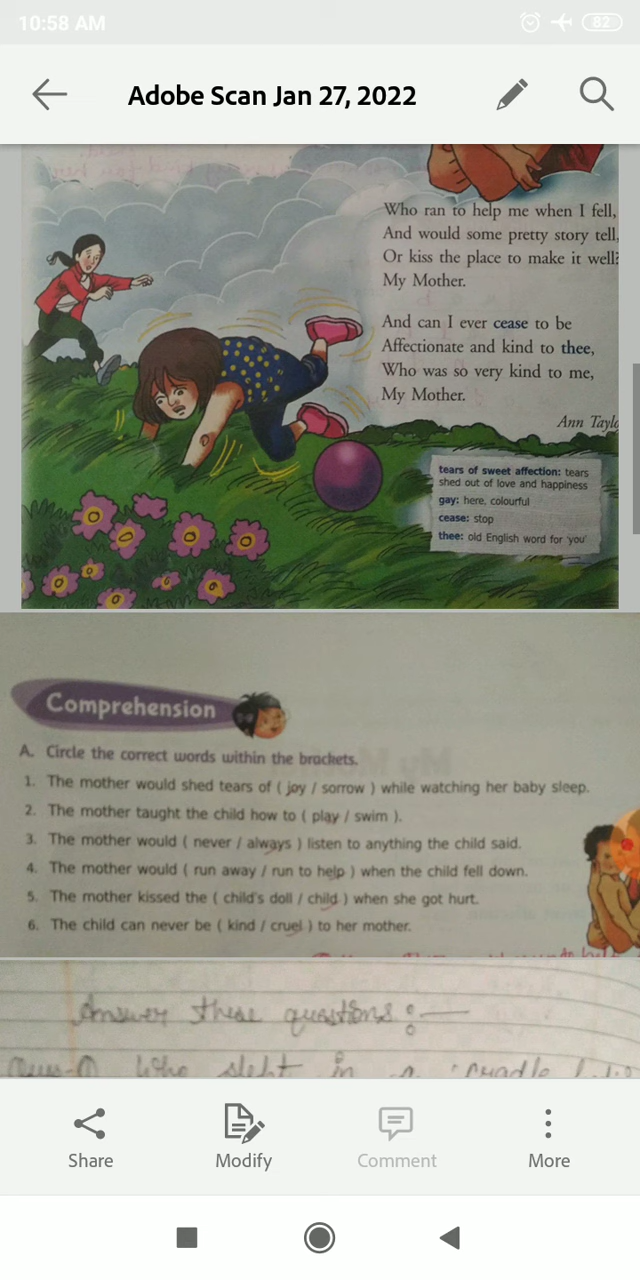 10:58 AM
82
Adobe Scan Jan 27, 2022
Who ran to help me when I fell,
And would some pretty story tell,
Or kiss the place to make it well?
My Mother.
And can I ever cease to be
Affectionate and kind to thee,
Who was so very kind to me,
My Mother.
Ann Taylo
tears of sweet affection: tears
shed out of love and happiness
gay: here, colourful
cease: stop
thee: old English word for 'you'
Comprehension
A. Circle the correct words within the brackets.
1. The mother would shed tears of ( joy / sorrow ) while watching her baby sleep.
2. The mother taught the child how to ( play / swim ).
3. The mother would ( never / always ) listen to anything the child said.
4. The mother would ( run away / run to help ) when the child fell down.
5. The mother kissed the ( child's doll / child ) when she got hurt.
6. The child can never be ( kind / cruel ) to her mother.
Answer these questions:-
Who slept in a cradle
Share
Modify
Comment
More